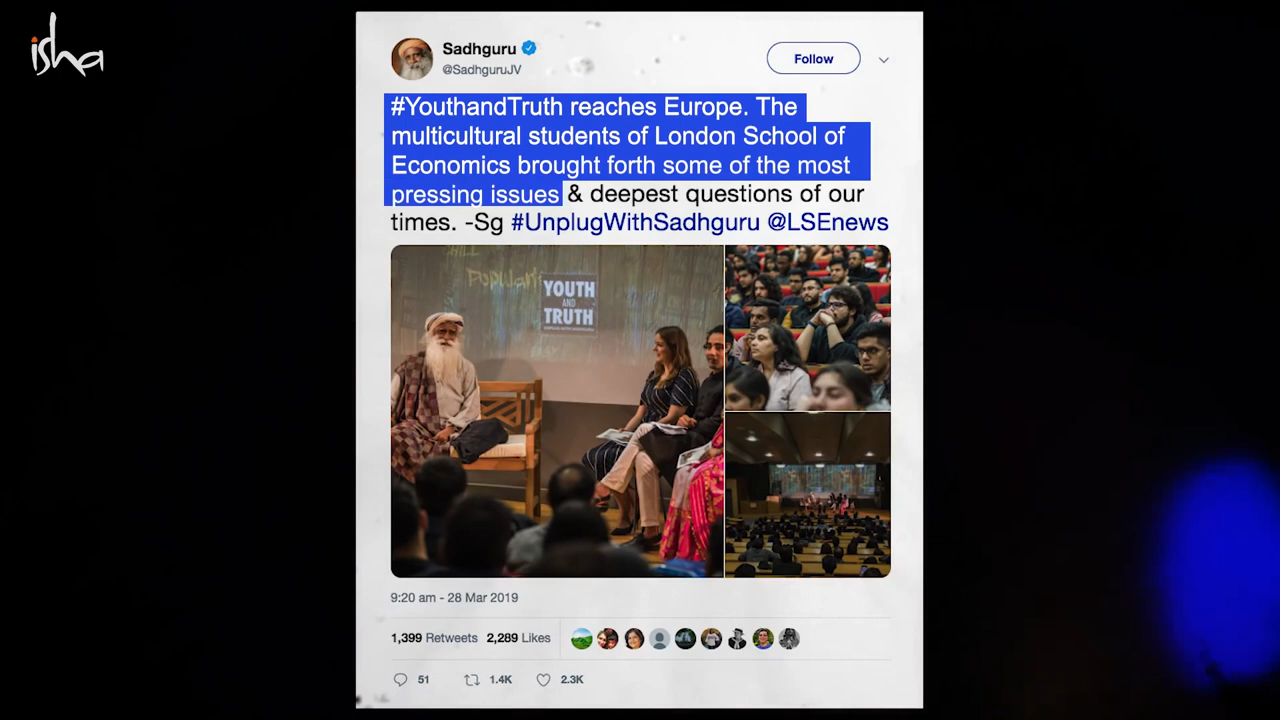 isha
Sadhguru
@SadhguruJV
Follow
#YouthandTruth reaches Europe. The
multicultural students of London School of
Economics brought forth some of the most
pressing issues & deepest questions of our
times. -Sg #UnplugWithSadhguru @LSEnews
YOUTH
AND
TRUTH
9:20 am - 28 Mar 2019
1,399 Retweets 2,289 Likes
51 1.4K 2.3K